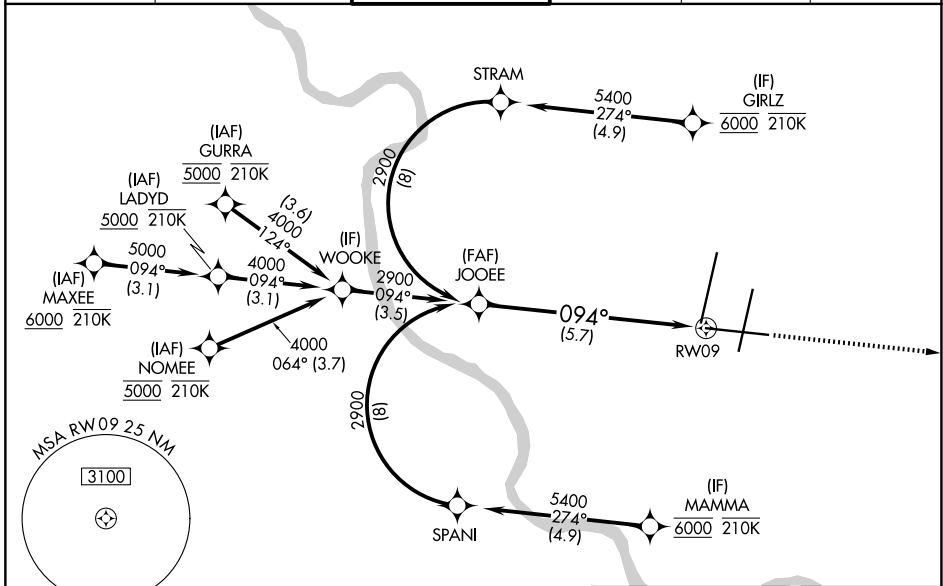 STRAM
5400
274°
(4.9)
(IF)
GIRLZ
6000 210K
(IAF)
GURRA
5000 210K
(IAF)
LADYD
5000 210K
2900
(8)
(3.6)
4000
124°
(IF)
WOOKE
(FAF)
JOOEE
5000
094°
(3.1)
4000
094°
(3.1)
2900
094°
(3.5)
(IAF)
MAXEE
6000 210K
094°
(5.7)
RW09
(IAF)
NOMEE
5000 210K
4000
064° (3.7)
2900
(8)
MSA RW09 25 NM
3100
SPANI
5400
274°
(4.9)
(IF)
MAMMA
6000 210K